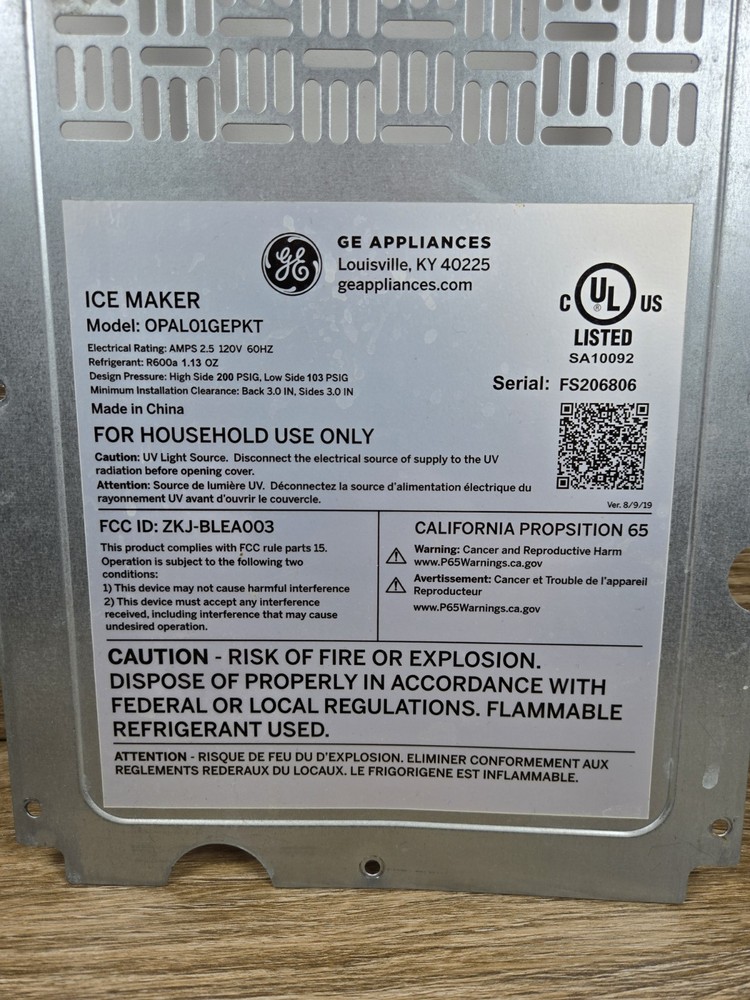 GE APPLIANCES
Louisville, KY 40225
geappliances.com
GE
ICE MAKER
Model: OPAL01GEPKT
Electrical Rating: AMPS 2.5 120V 60HZ
Refrigerant: R600a 1.13 OZ
Design Pressure: High Side 200 PSIG, Low Side 103 PSIG
Minimum Installation Clearance: Back 3.0 IN, Sides 3.0 IN
Made in China
C UL US
®
LISTED
SA10092
Serial: FS206806
FOR HOUSEHOLD USE ONLY
Caution: UV Light Source. Disconnect the electrical source of supply to the UV
radiation before opening cover.
Attention: Source de lumière UV. Déconnectez la source d'alimentation électrique du
rayonnement UV avant d'ouvrir le couvercle.
Ver. 8/9/19
FCC ID: ZKJ-BLEA003
This product complies with FCC rule parts 15.
Operation is subject to the following two
conditions:
1) This device may not cause harmful interference
2) This device must accept any interference
received, including interference that may cause
undesired operation.
CALIFORNIA PROPSITION 65
Warning: Cancer and Reproductive Harm
www.P65Warnings.ca.gov
Avertissement: Cancer et Trouble de l'appareil
Reproducteur
www.P65Warnings.ca.gov
CAUTION - RISK OF FIRE OR EXPLOSION.
DISPOSE OF PROPERLY IN ACCORDANCE WITH
FEDERAL OR LOCAL REGULATIONS. FLAMMABLE
REFRIGERANT USED.
ATTENTION - RISQUE DE FEU DU D'EXPLOSION. ELIMINER CONFORMEMENT AUX
REGLEMENTS REDERAUX DU LOCAUX. LE FRIGORIGENE EST INFLAMMABLE.